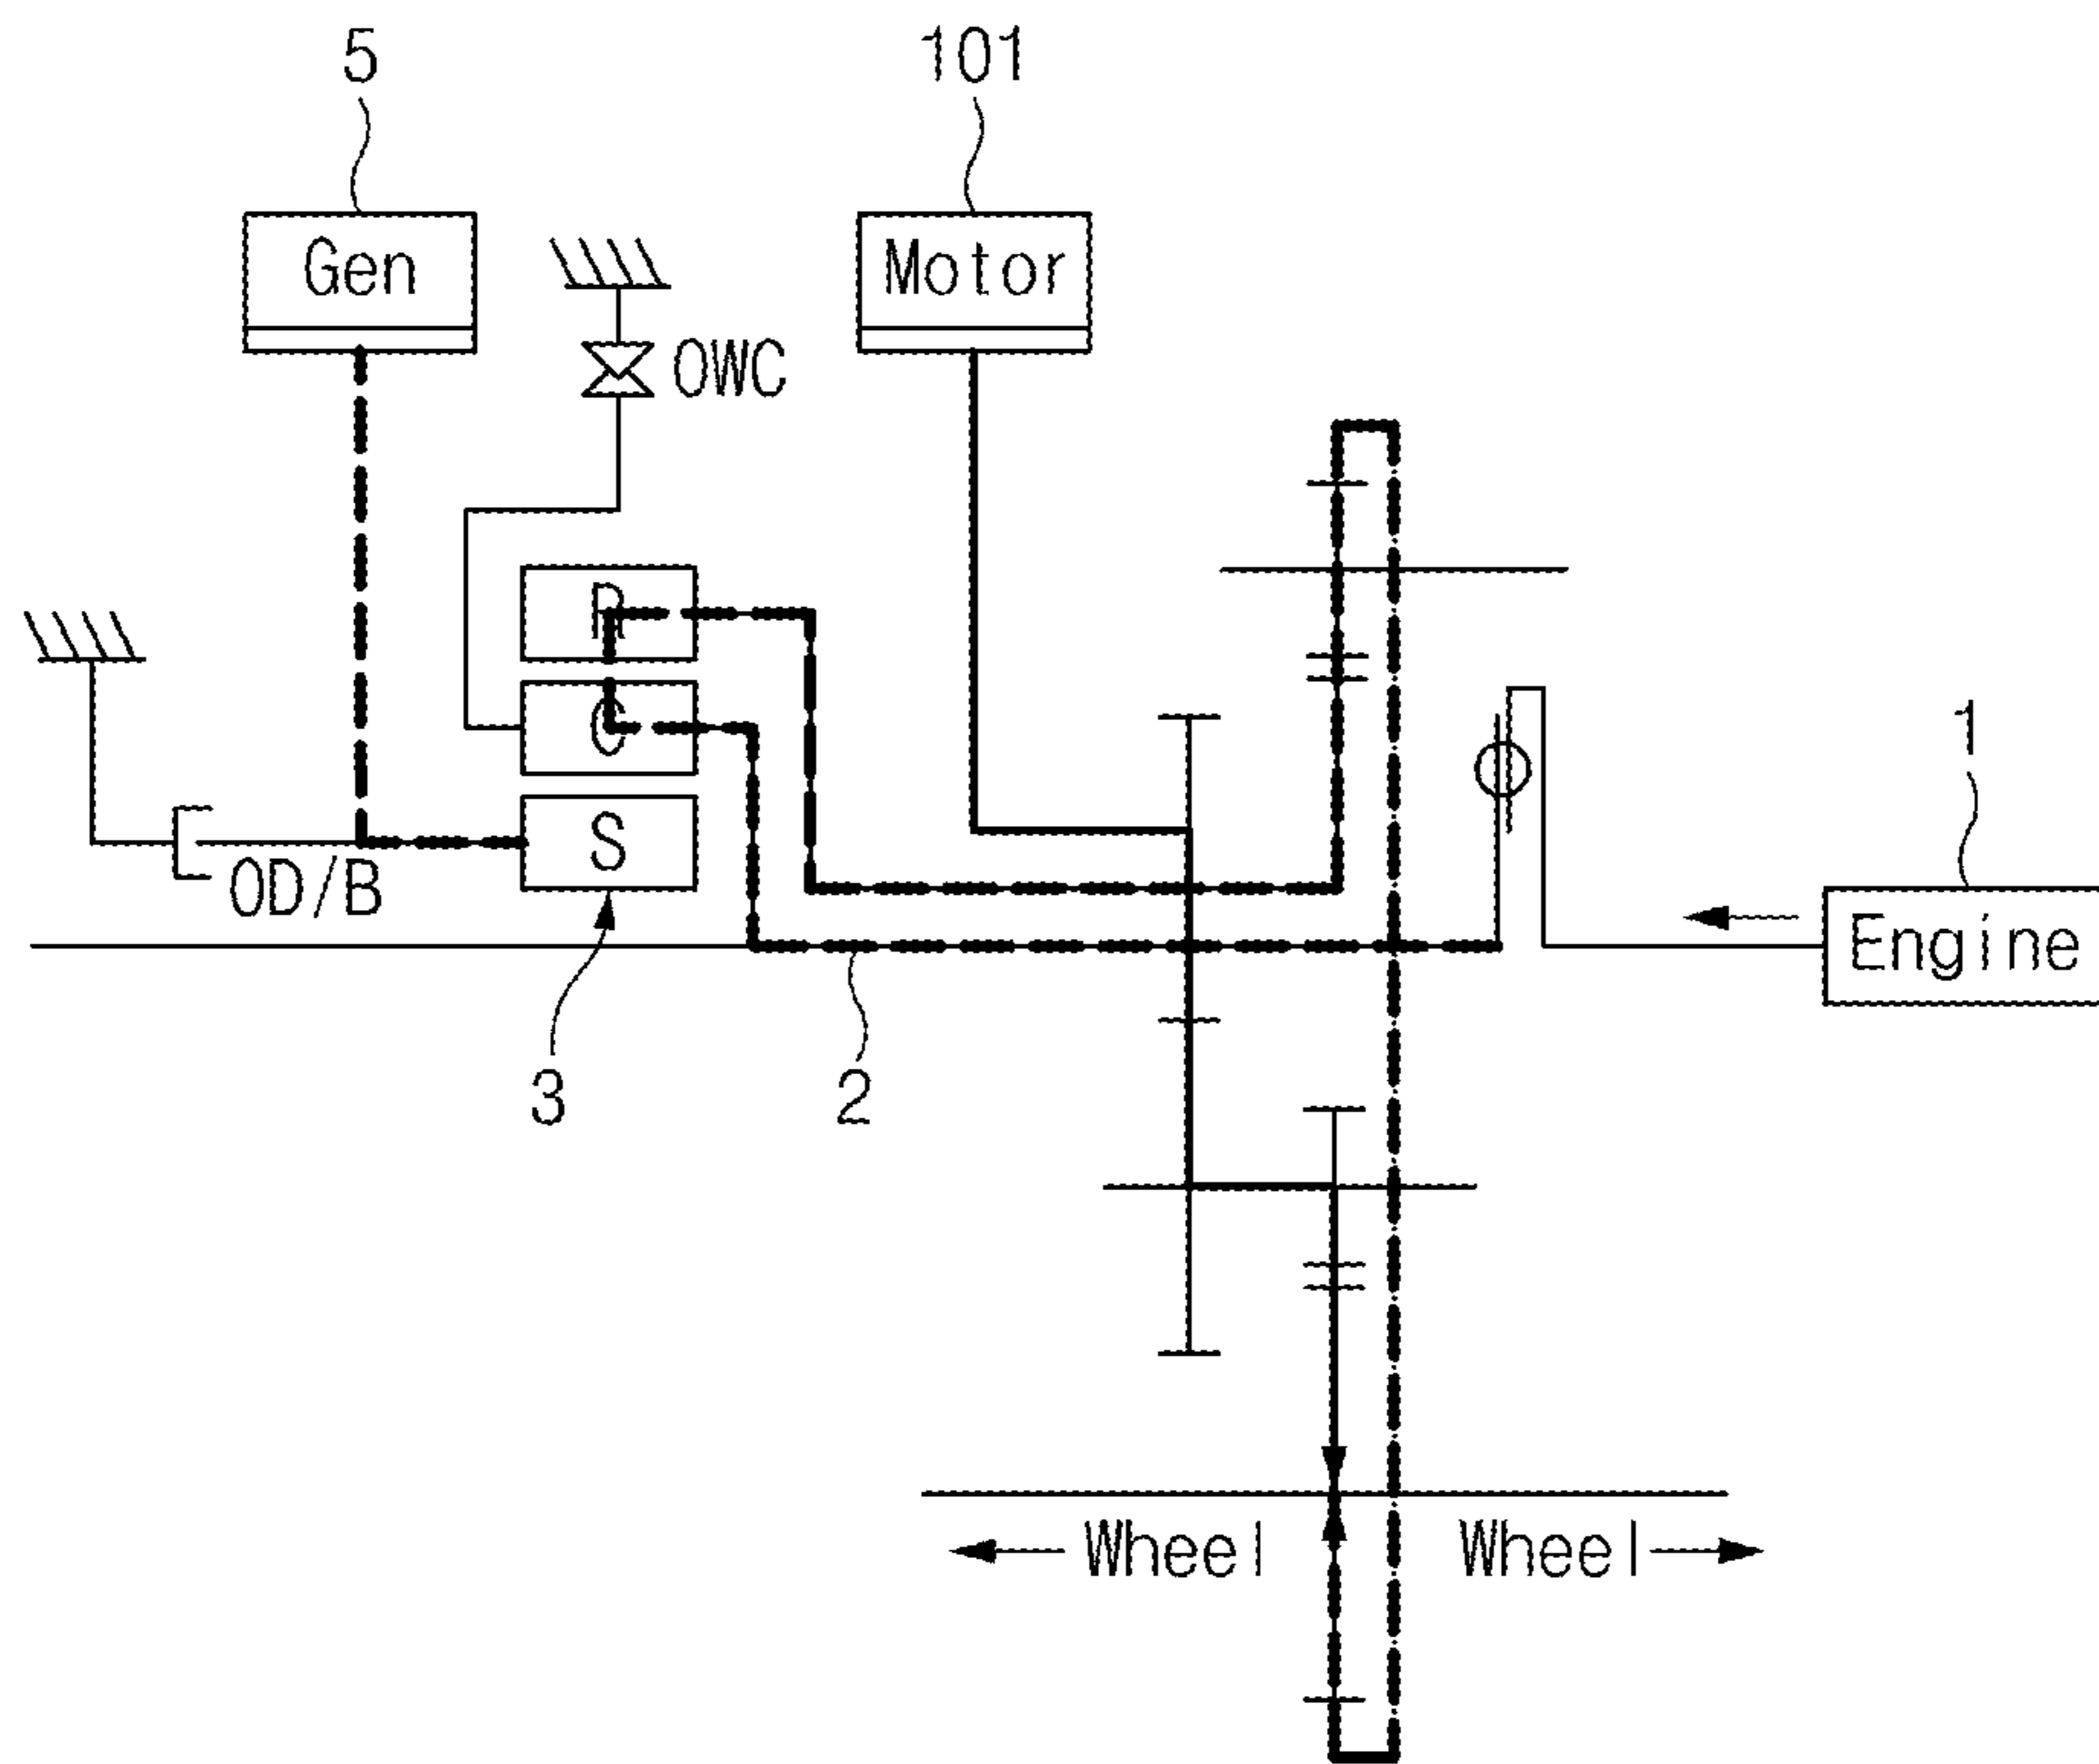 5
101
Gen
Motor
OWC
R
C
1
S
OD/B
Engine
3
2
Wheel
Wheel